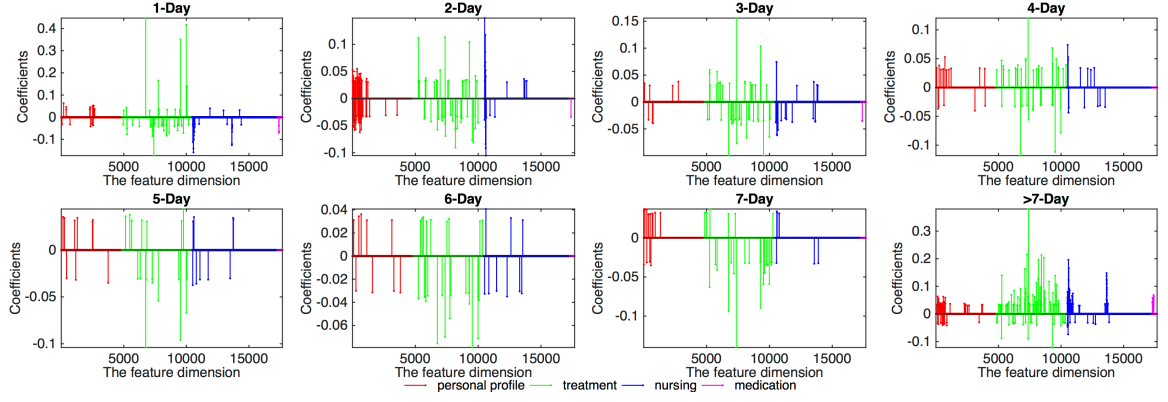 1-Day
0.4
0.3
0.2
0.1
0
-0.1
Coefficients
5000 10000 15000
The feature dimension
2-Day
0.1
0.05
0
-0.05
-0.1
Coefficients
5000 10000 15000
The feature dimension
3-Day
0.15
0.1
0.05
0
-0.05
Coefficients
5000 10000 15000
The feature dimension
4-Day
0.1
0.05
0
-0.05
-0.1
Coefficients
5000 10000 15000
The feature dimension
5-Day
0
-0.05
-0.1
Coefficients
5000 10000 15000
The feature dimension
6-Day
0.04
0.02
0
-0.02
-0.04
-0.06
Coefficients
5000 10000 15000
The feature dimension
7-Day
0
-0.05
-0.1
Coefficients
5000 10000 15000
The feature dimension
>7-Day
0.3
0.2
0.1
0
-0.1
Coefficients
5000 10000 15000
The feature dimension
personal profile treatment nursing medication